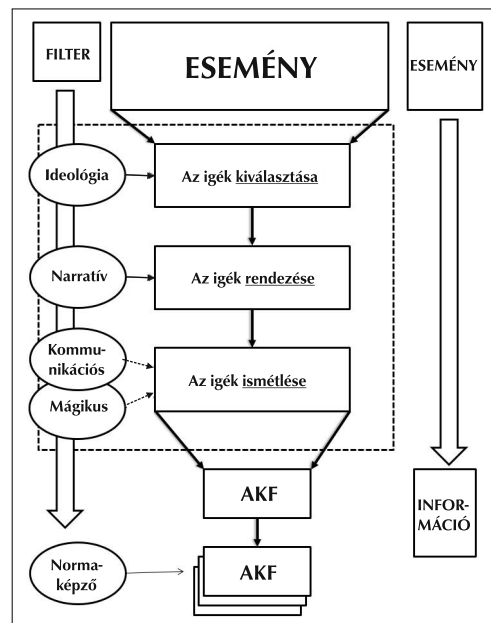 FILTER
ESEMÉNY
ESEMÉNY
Ideológia
Az igék kiválasztása
Narratív
Az igék rendezése
Kommu-
nikációs
Az igék ismétlése
Mágikus
AKF
INFOR-
MÁCIÓ
Norma-
képző
AKF